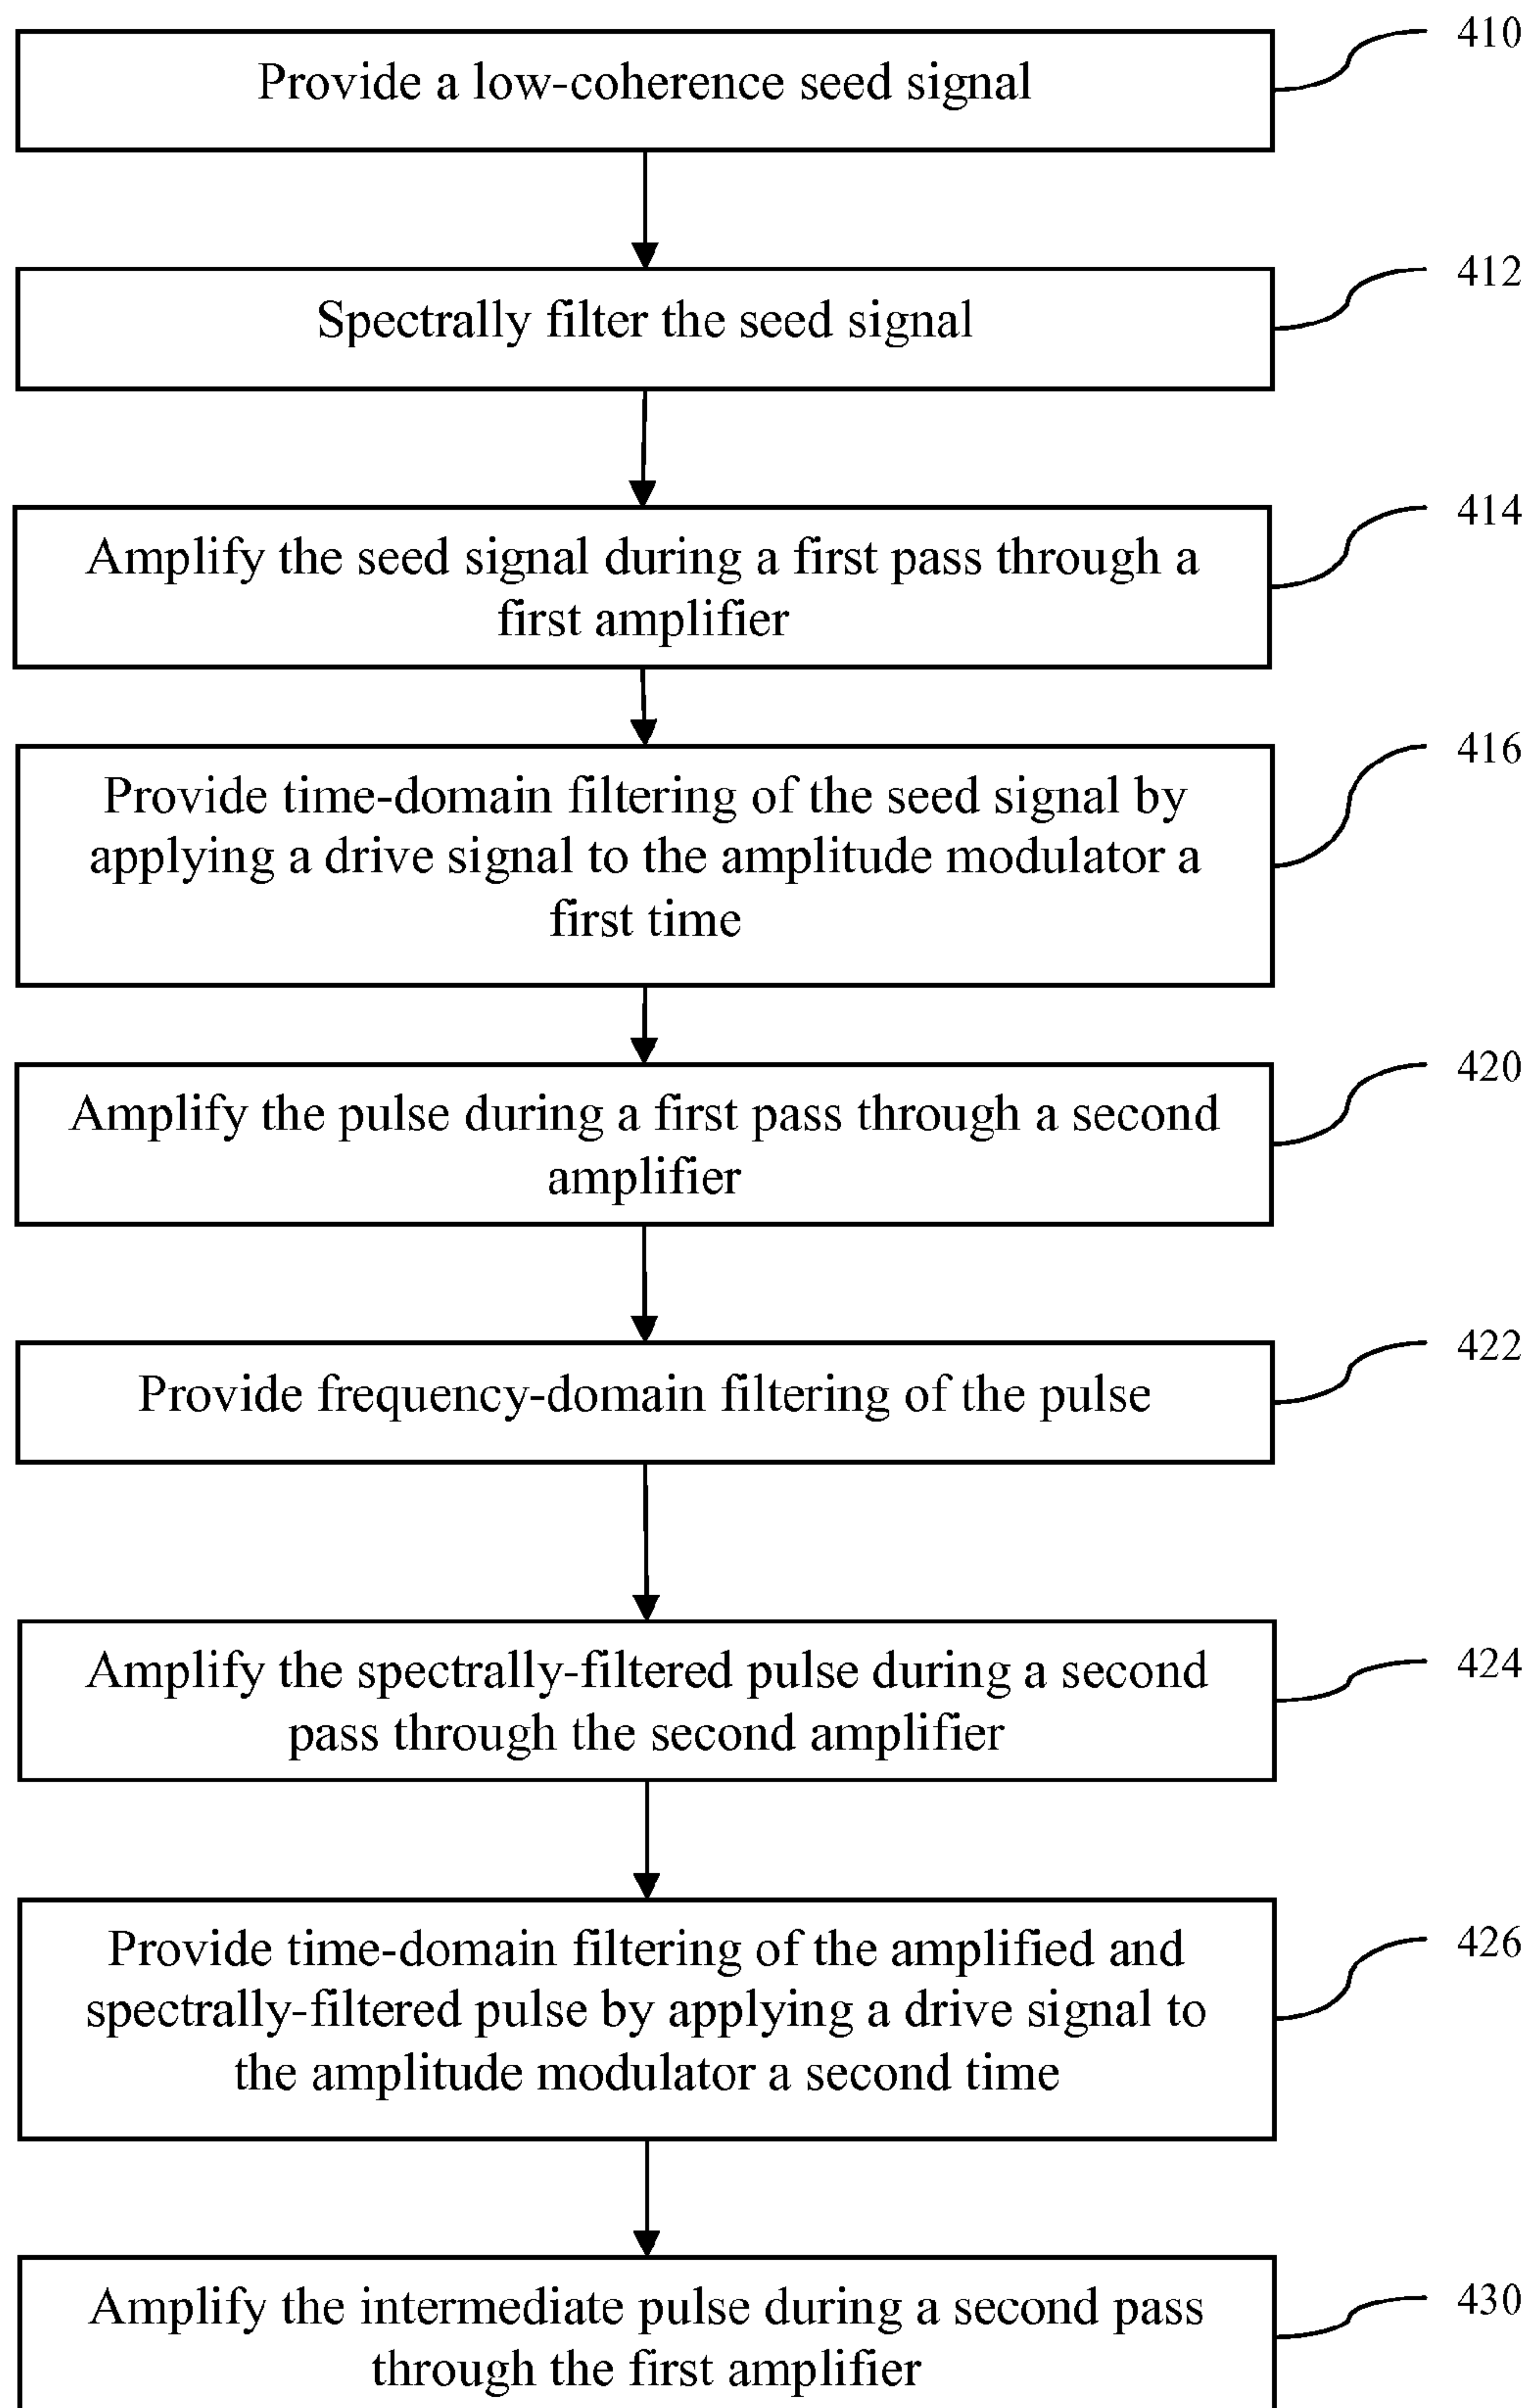 410
Provide a low-coherence seed signal
412
Spectrally filter the seed signal
414
Amplify the seed signal during a first pass through a
first amplifier
416
Provide time-domain filtering of the seed signal by
applying a drive signal to the amplitude modulator a
first time
420
Amplify the pulse during a first pass through a second
amplifier
422
Provide frequency-domain filtering of the pulse
424
Amplify the spectrally-filtered pulse during a second
pass through the second amplifier
426
Provide time-domain filtering of the amplified and
spectrally-filtered pulse by applying a drive signal to
the amplitude modulator a second time
430
Amplify the intermediate pulse during a second pass
through the first amplifier